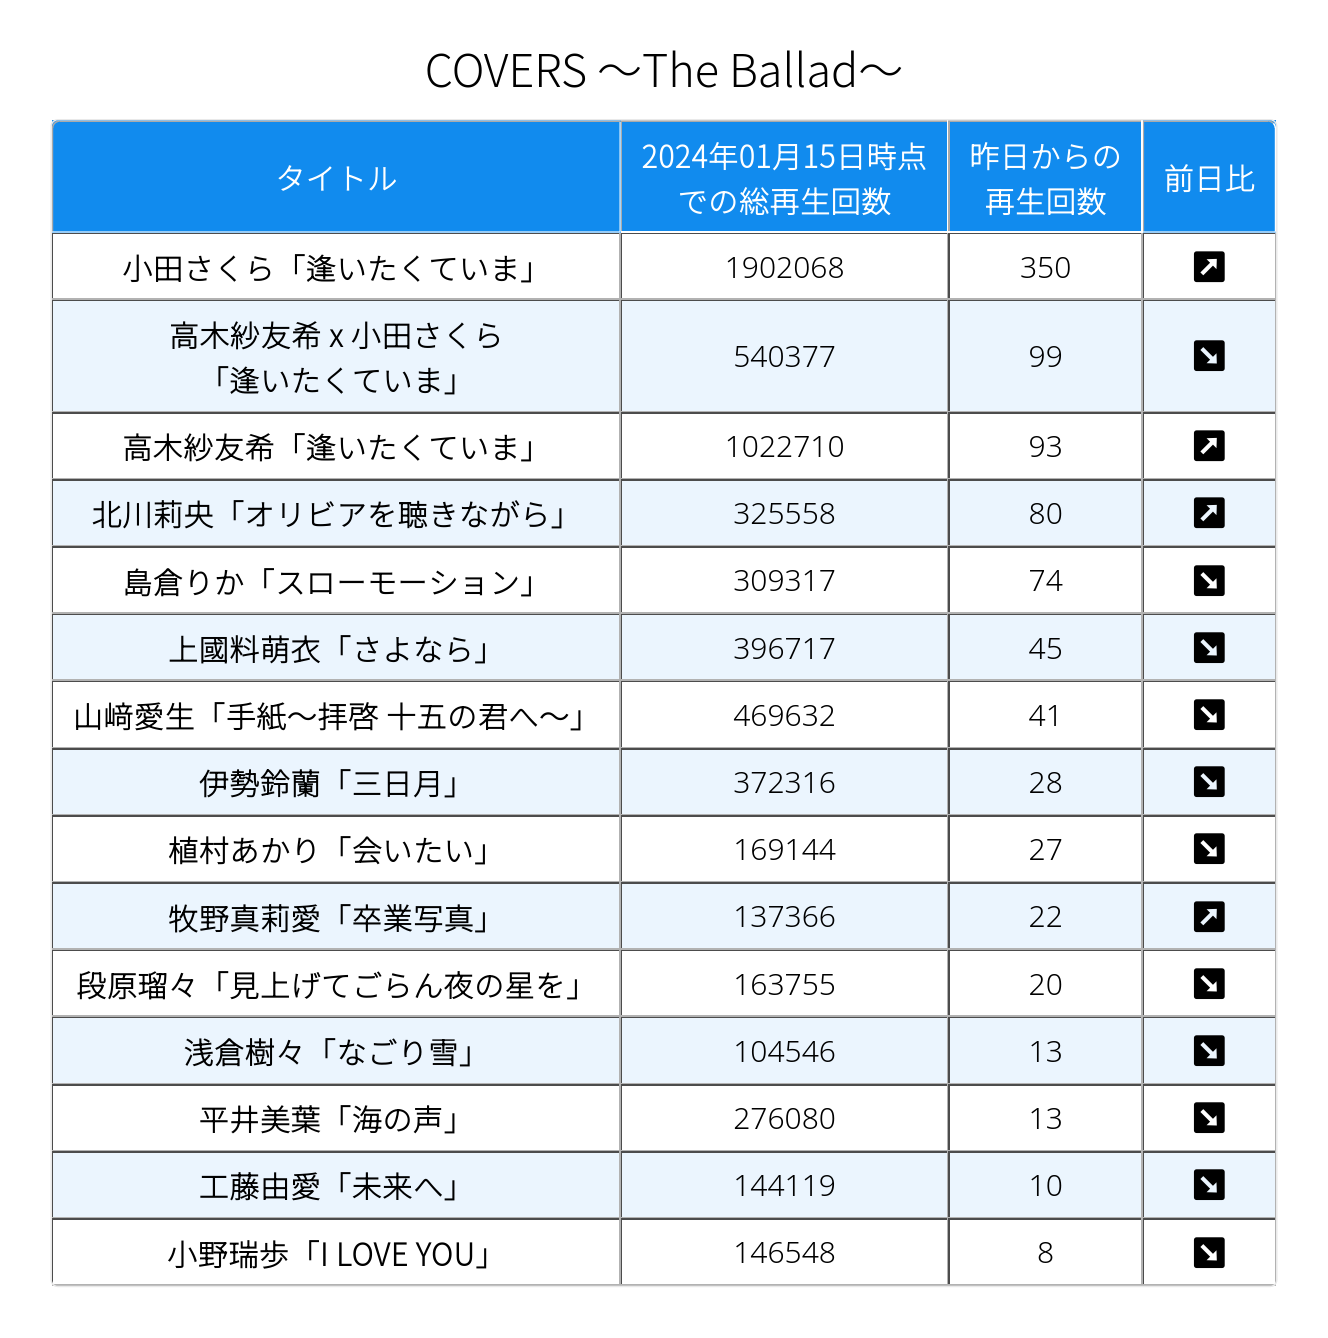 COVERS ～The Ballad～
タイトル
2024年01月15日時点
での総再生回数
昨日からの
再生回数
前日比
小田さくら「逢いたくていま」 1902068 350 ↗
高木紗友希 x 小田さくら
「逢いたくていま」 540377 99 ↘
高木紗友希「逢いたくていま」 1022710 93 ↗
北川莉央「オリビアを聴きながら」 325558 80 ↗
島倉りか「スローモーション」 309317 74 ↘
上國料萌衣「さよなら」 396717 45 ↘
山﨑愛生「手紙～拝啓 十五の君へ～」 469632 41 ↘
伊勢鈴蘭「三日月」 372316 28 ↘
植村あかり「会いたい」 169144 27 ↘
牧野真莉愛「卒業写真」 137366 22 ↗
段原瑠々「見上げてごらん夜の星を」 163755 20 ↘
浅倉樹々「なごり雪」 104546 13 ↘
平井美葉「海の声」 276080 13 ↘
工藤由愛「未来へ」 144119 10 ↘
小野瑞歩「I LOVE YOU」 146548 8 ↘